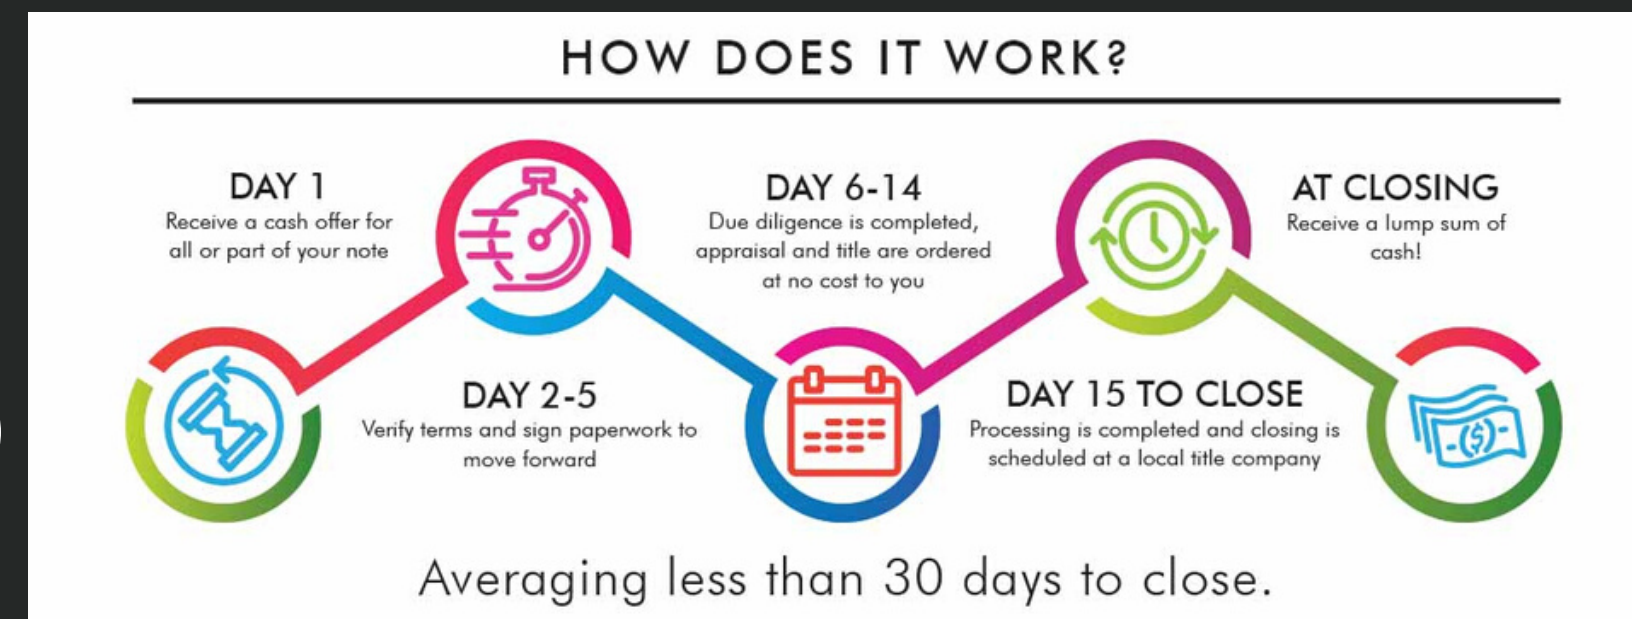 HOW DOES IT WORK?
DAY 1
Receive a cash offer for
all or part of your note
DAY 2-5
Verify terms and sign paperwork to
move forward
DAY 6-14
Due diligence is completed,
appraisal and title are ordered
at no cost to you
DAY 15 TO CLOSE
Processing is completed and closing is
scheduled at a local title company
AT CLOSING
Receive a lump sum of
cash!
($)
Averaging less than 30 days to close.